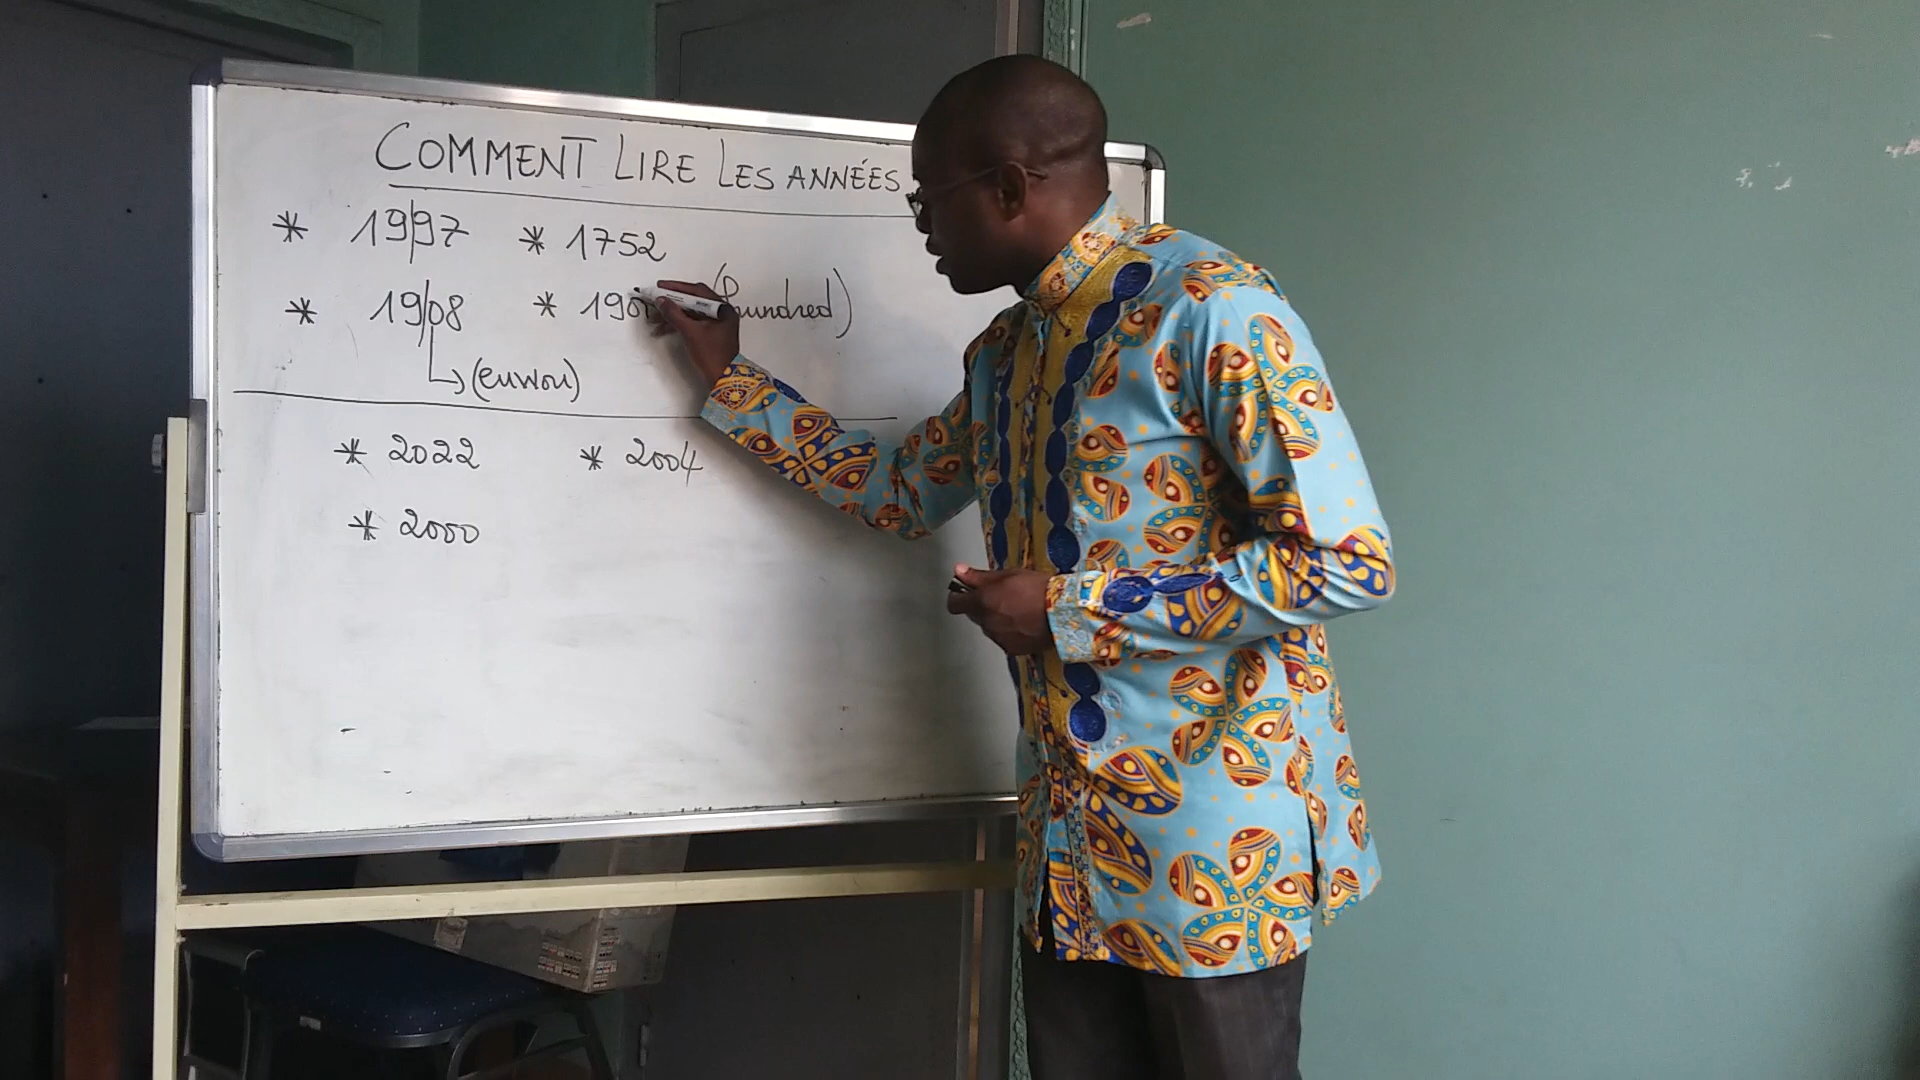 COMMENT LIRE LES ANNÉES
* 19|97 * 1752
* 19|08 * 190 (hundred)
↳ (euwou)
* 2022 * 2004
* 2000